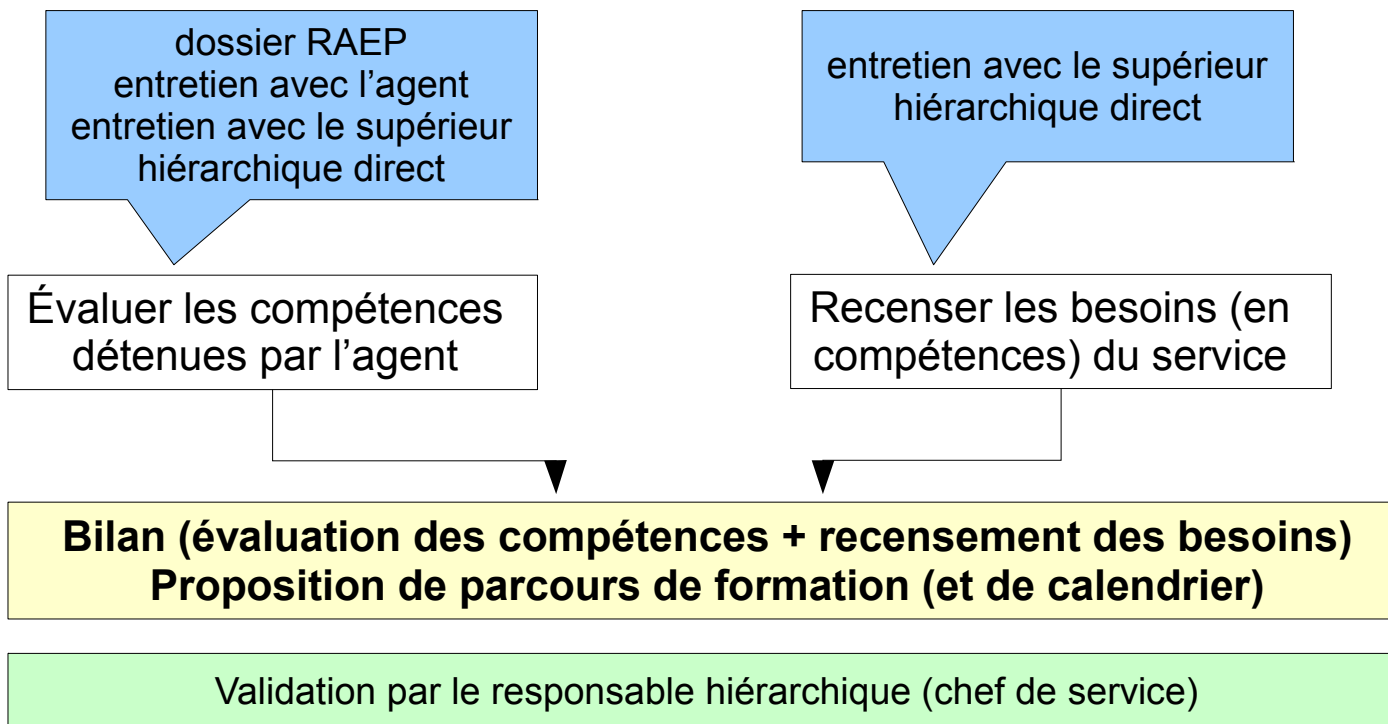 dossier RAEP
entretien avec l’agent
entretien avec le supérieur
hiérarchique direct
entretien avec le supérieur
hiérarchique direct
Évaluer les compétences
détenues par l’agent
Recenser les besoins (en
compétences) du service
Bilan (évaluation des compétences + recensement des besoins)
Proposition de parcours de formation (et de calendrier)
Validation par le responsable hiérarchique (chef de service)